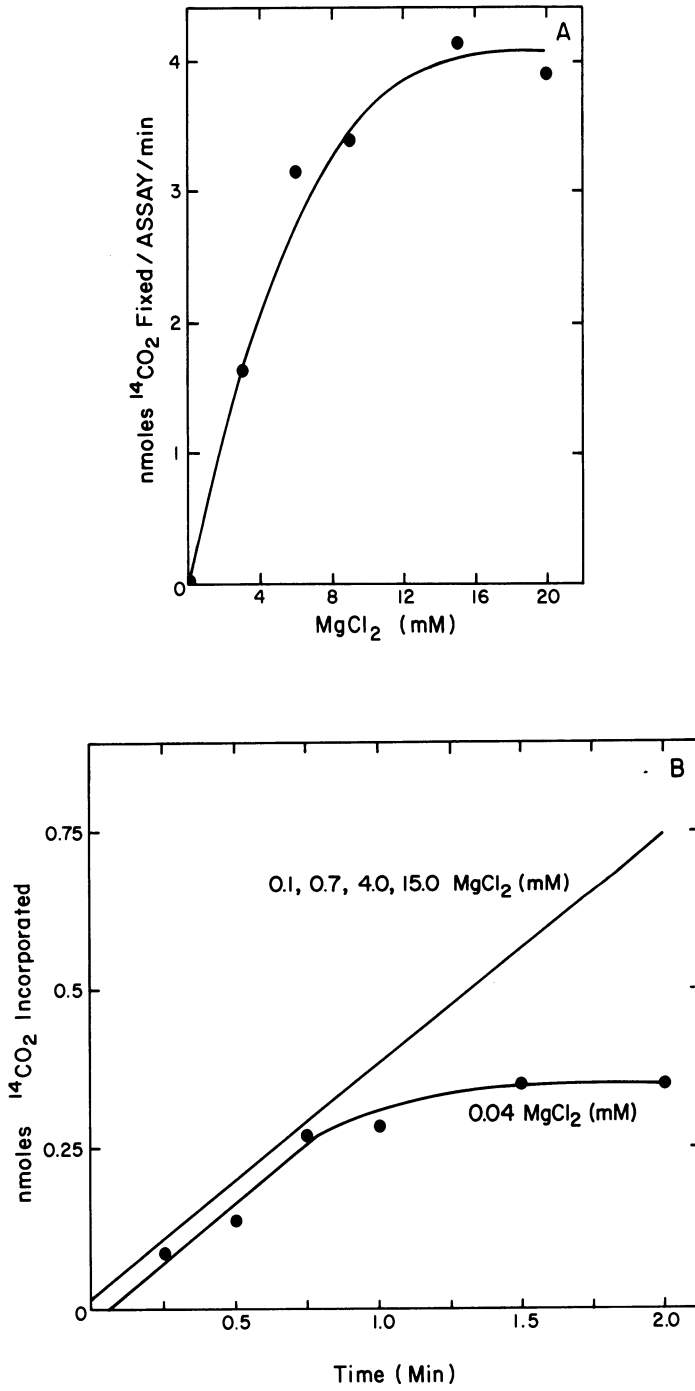 A
nmoles ¹⁴CO₂ Fixed / ASSAY / min
4
3
2
1
0
4 8 12 16 20
MgCl₂ (mM)
B
nmoles ¹⁴CO₂ Incorporated
0.75
0.5
0.25
0
0.1, 0.7, 4.0, 15.0 MgCl₂ (mM)
0.04 MgCl₂ (mM)
0.5 1.0 1.5 2.0
Time (Min)